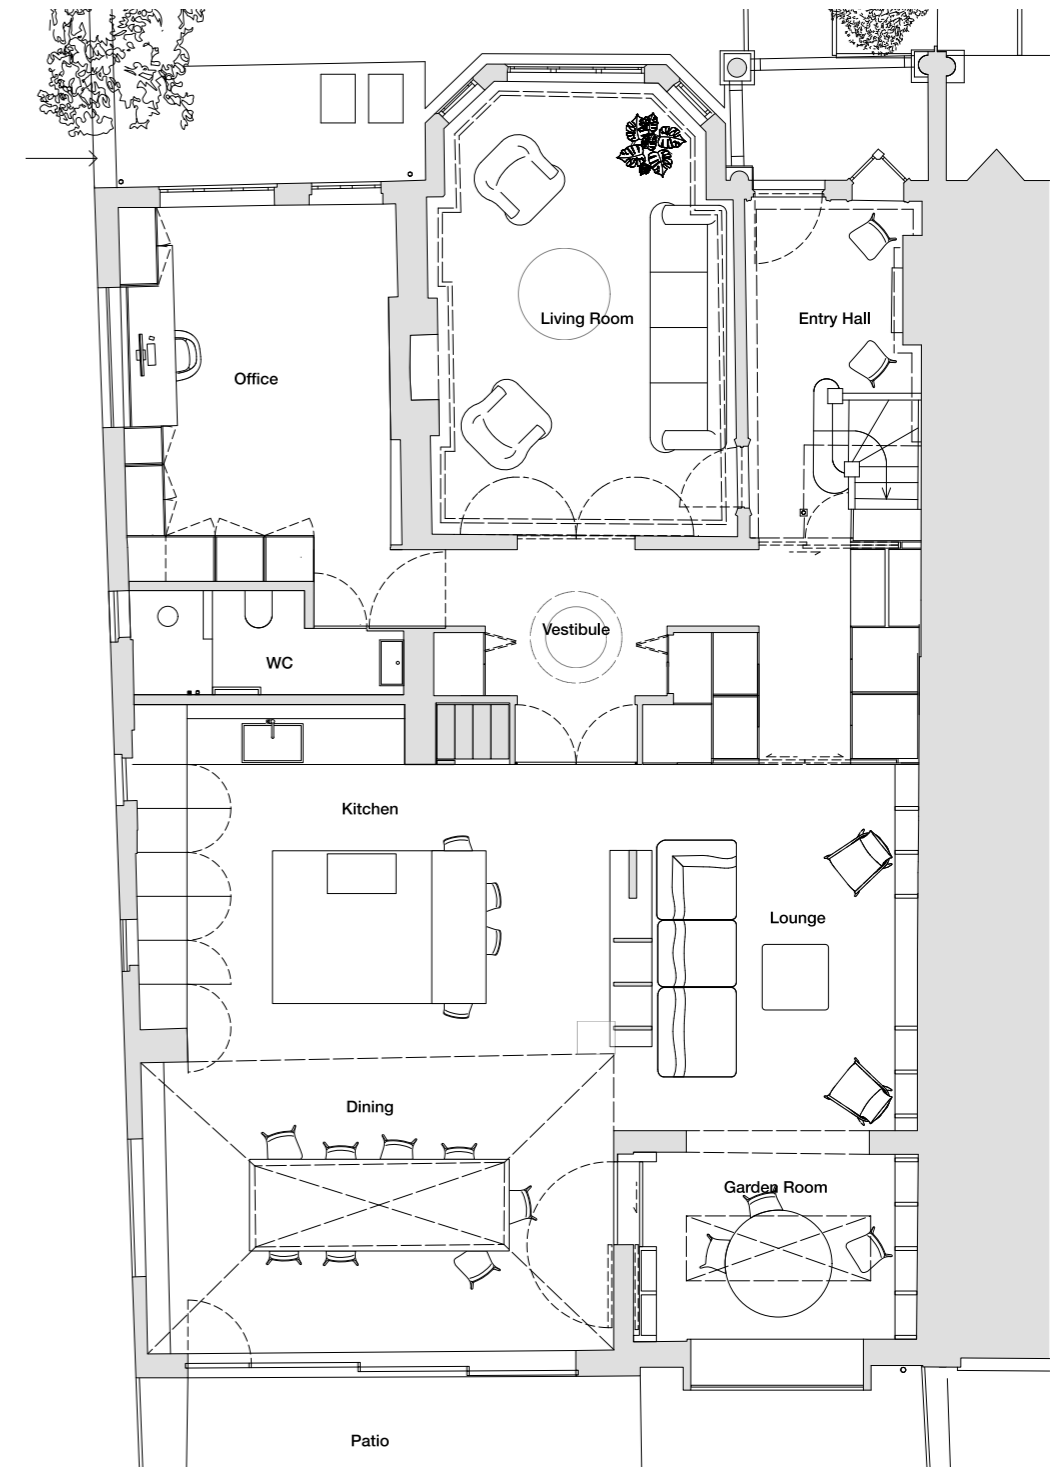 Living Room
Entry Hall
Office
Vestibule
WC
Kitchen
Lounge
Dining
Garden Room
Patio